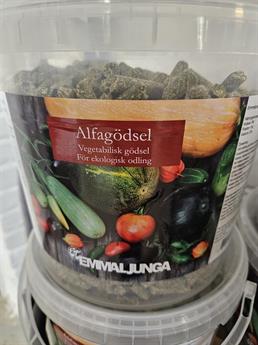 Alfagödsel
Vegetabilisk gödsel
För ekologisk odling
EMMALJUNGA